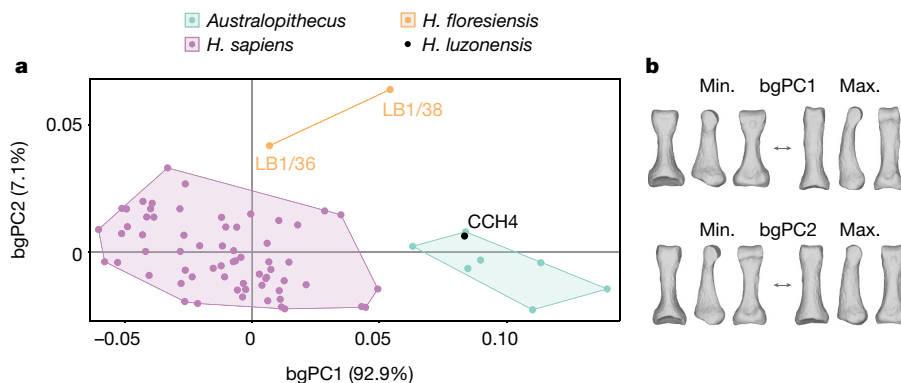 Australopithecus
H. floresiensis
H. sapiens
H. luzonensis
a
bgPC2 (7.1%)
0.05
0
LB1/38
LB1/36
CCH4
−0.05
0
0.05
0.10
bgPC1 (92.9%)
b
Min. bgPC1 Max.
Min. bgPC2 Max.